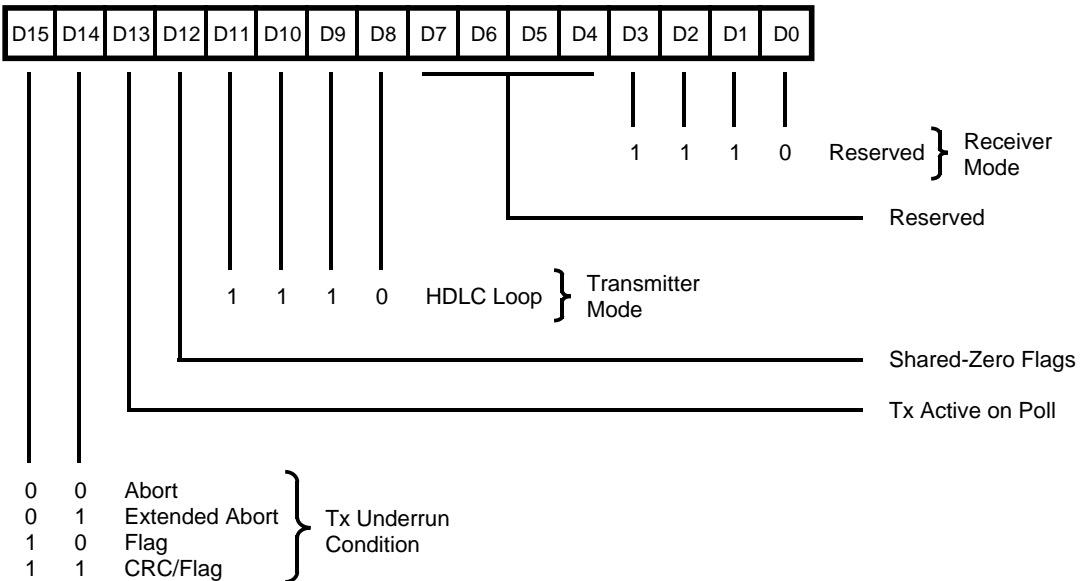 D15 D14 D13 D12 D11 D10 D9 D8 D7 D6 D5 D4 D3 D2 D1 D0
1 1 1 0 Reserved Receiver
Mode
Reserved
1 1 1 0 HDLC Loop Transmitter
Mode
Shared-Zero Flags
Tx Active on Poll
0 0 Abort
0 1 Extended Abort Tx Underrun
1 0 Flag Condition
1 1 CRC/Flag